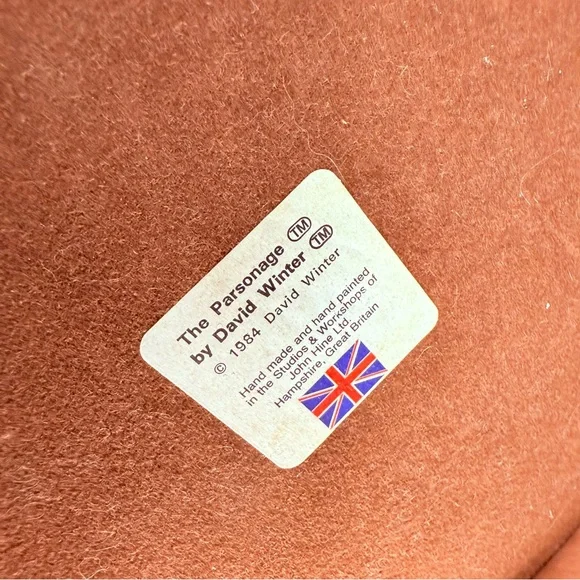 The Parsonage ™
by David Winter ™
© 1984 David Winter
Hand made and hand painted
in the Studios & Workshops of
John Hine Ltd.
Hampshire, Great Britain